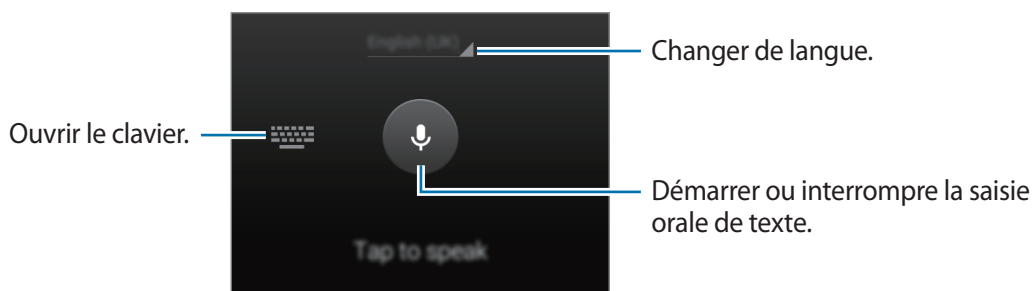 English (UK)
Changer de langue.
Ouvrir le clavier.
Démarrer ou interrompre la saisie
orale de texte.
Tap to speak